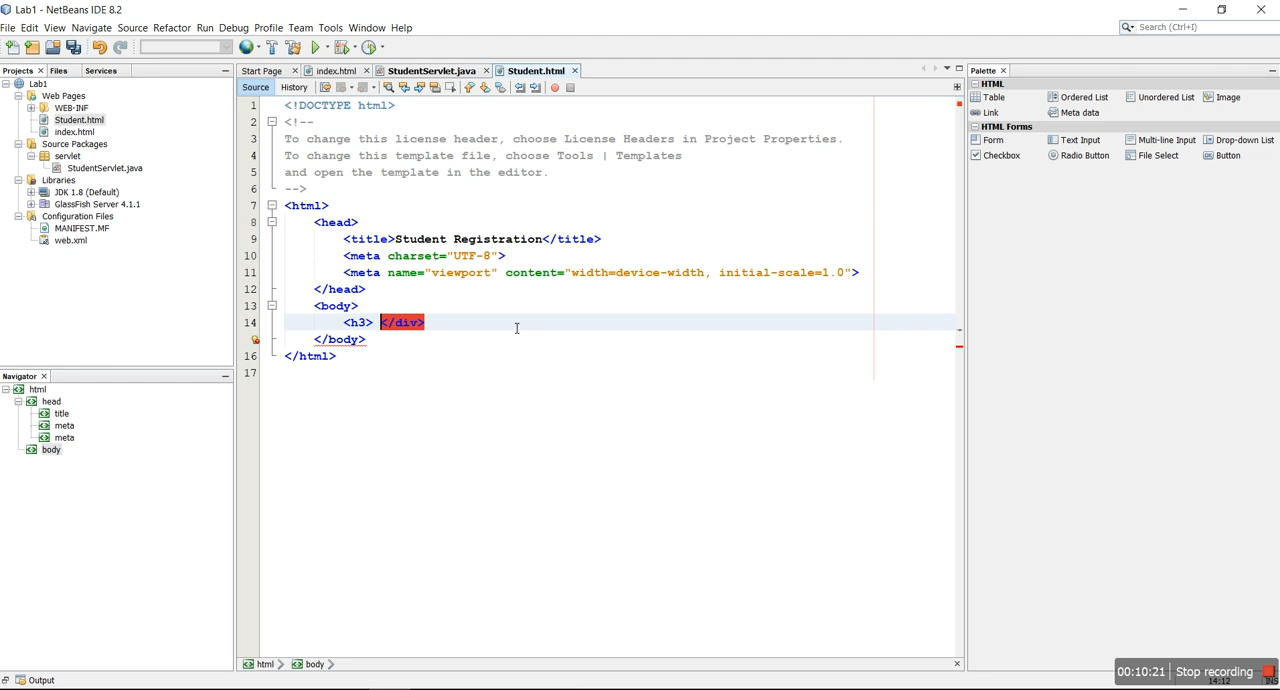 Lab1 - NetBeans IDE 8.2
File Edit View Navigate Source Refactor Run Debug Profile Team Tools Window Help
Search (Ctrl+I)
Projects Files Services
Start Page index.html StudentServlet.java Student.html
Palette
Source History
Lab1
Web Pages
WEB-INF
Student.html
index.html
Source Packages
servlet
StudentServlet.java
Libraries
JDK 1.8 (Default)
GlassFish Server 4.1.1
Configuration Files
MANIFEST.MF
web.xml
1 <!DOCTYPE html>
2 <!--
3 To change this license header, choose License Headers in Project Properties.
4 To change this template file, choose Tools | Templates
5 and open the template in the editor.
6 -->
7 <html>
8 <head>
9 <title>Student Registration</title>
10 <meta charset="UTF-8">
11 <meta name="viewport" content="width=device-width, initial-scale=1.0">
12 </head>
13 <body>
14 <h3> </div>
</body>
16 </html>
17
HTML
Table Ordered List Unordered List Image
Link Meta data
HTML Forms
Form Text Input Multi-line Input Drop-down List
Checkbox Radio Button File Select Button
Navigator
html
head
title
meta
meta
body
html body
Output
00:10:21 Stop recording
14:12 INS